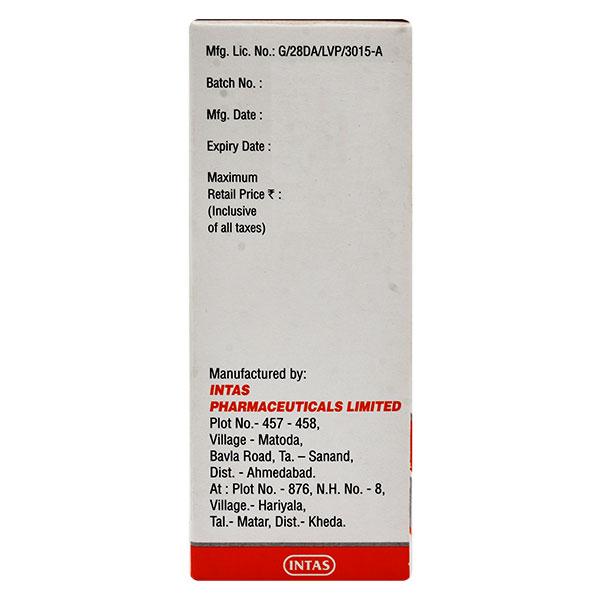 Mfg. Lic. No.: G/28DA/LVP/3015-A
Batch No. :
Mfg. Date :
Expiry Date :
Maximum
Retail Price ₹ :
(Inclusive
of all taxes)
Manufactured by:
INTAS
PHARMACEUTICALS LIMITED
Plot No.- 457 - 458,
Village - Matoda,
Bavla Road, Ta. – Sanand,
Dist. - Ahmedabad.
At : Plot No. - 876, N.H. No. - 8,
Village.- Hariyala,
Tal.- Matar, Dist.- Kheda.
INTAS